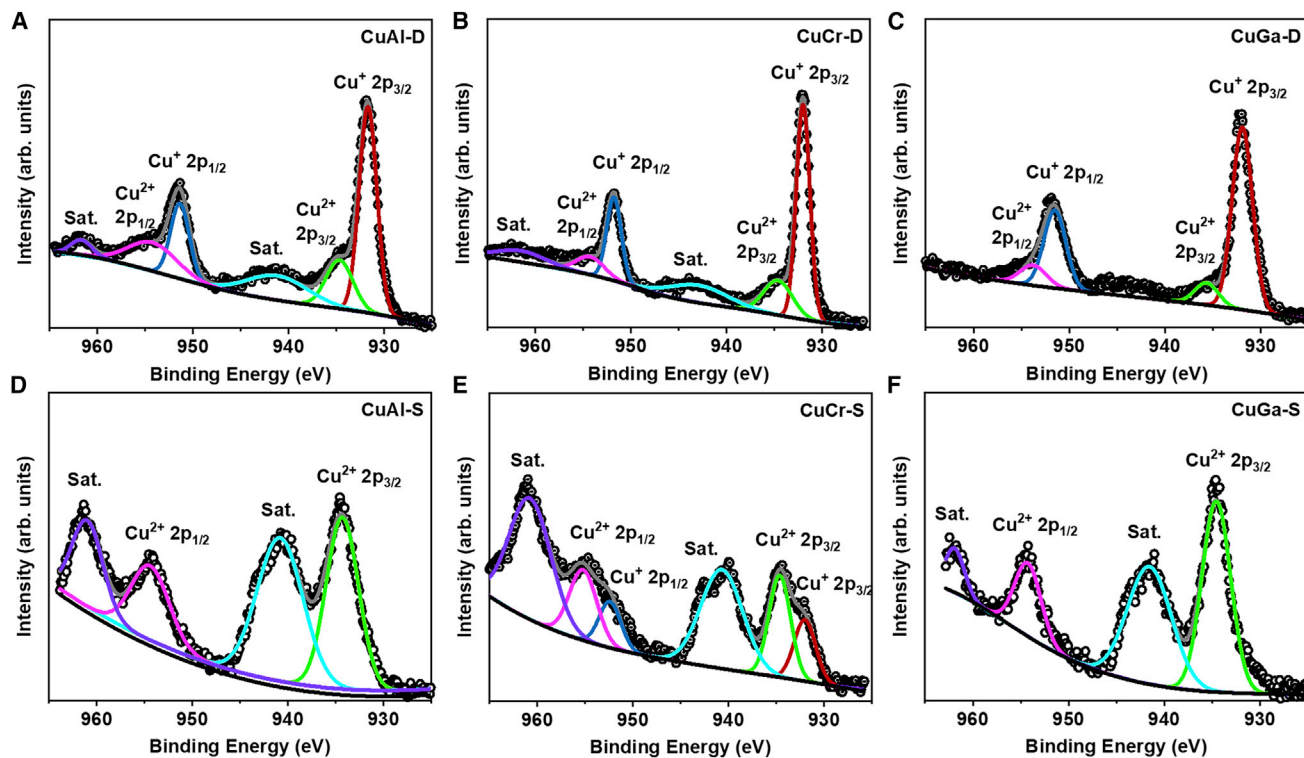 A
CuAl-D
Cu⁺ 2p₃/₂
Cu⁺ 2p₁/₂
Cu²⁺
2p₁/₂
Sat.
Cu²⁺
2p₃/₂
Sat.
Intensity (arb. units)
960 950 940 930
Binding Energy (eV)
B
CuCr-D
Cu⁺ 2p₃/₂
Cu⁺ 2p₁/₂
Cu²⁺
2p₁/₂
Sat.
Cu²⁺
2p₃/₂
Sat.
Intensity (arb. units)
960 950 940 930
Binding Energy (eV)
C
CuGa-D
Cu⁺ 2p₃/₂
Cu⁺ 2p₁/₂
Cu²⁺
2p₁/₂
Cu²⁺
2p₃/₂
Intensity (arb. units)
960 950 940 930
Binding Energy (eV)
D
CuAl-S
Sat.
Cu²⁺ 2p₁/₂
Sat.
Cu²⁺ 2p₃/₂
Intensity (arb. units)
960 950 940 930
Binding Energy (eV)
E
CuCr-S
Sat.
Cu²⁺ 2p₁/₂
Cu⁺ 2p₁/₂
Sat.
Cu²⁺ 2p₃/₂
Cu⁺ 2p₃/₂
Intensity (arb. units)
960 950 940 930
Binding Energy (eV)
F
CuGa-S
Cu²⁺ 2p₃/₂
Sat.
Cu²⁺ 2p₁/₂
Sat.
Intensity (arb. units)
960 950 940 930
Binding Energy (eV)